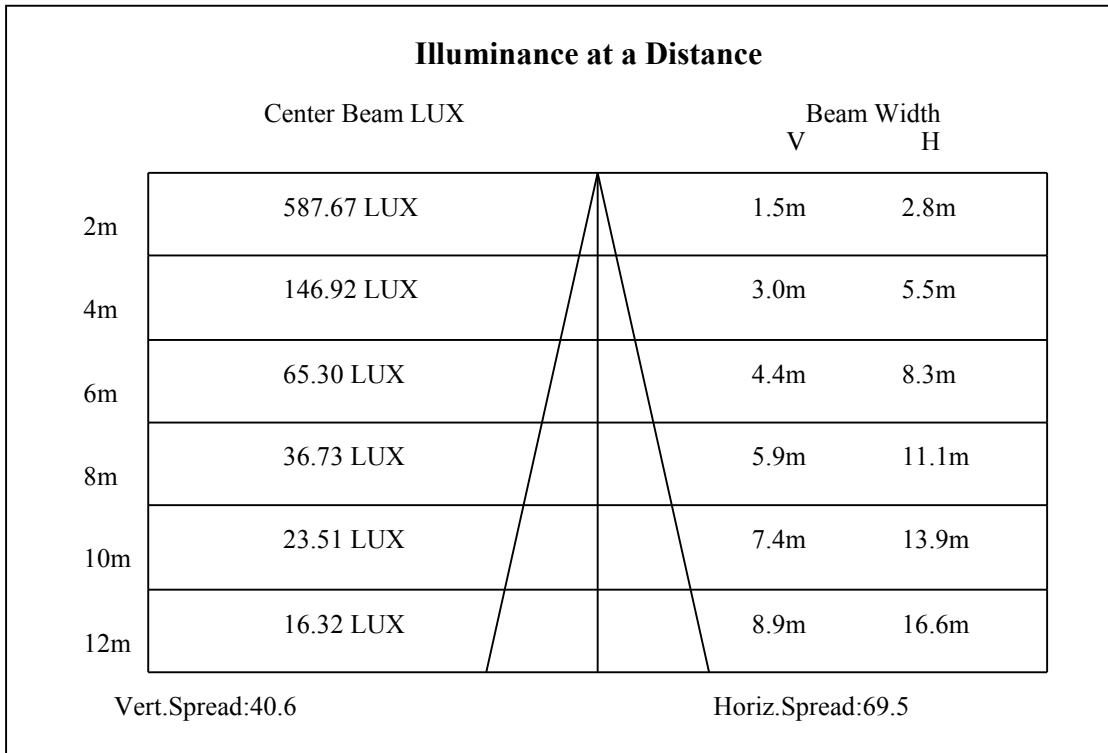 Illuminance at a Distance
Center Beam LUX Beam Width
V H
2m 587.67 LUX 1.5m 2.8m
4m 146.92 LUX 3.0m 5.5m
6m 65.30 LUX 4.4m 8.3m
8m 36.73 LUX 5.9m 11.1m
10m 23.51 LUX 7.4m 13.9m
12m 16.32 LUX 8.9m 16.6m
Vert.Spread:40.6 Horiz.Spread:69.5